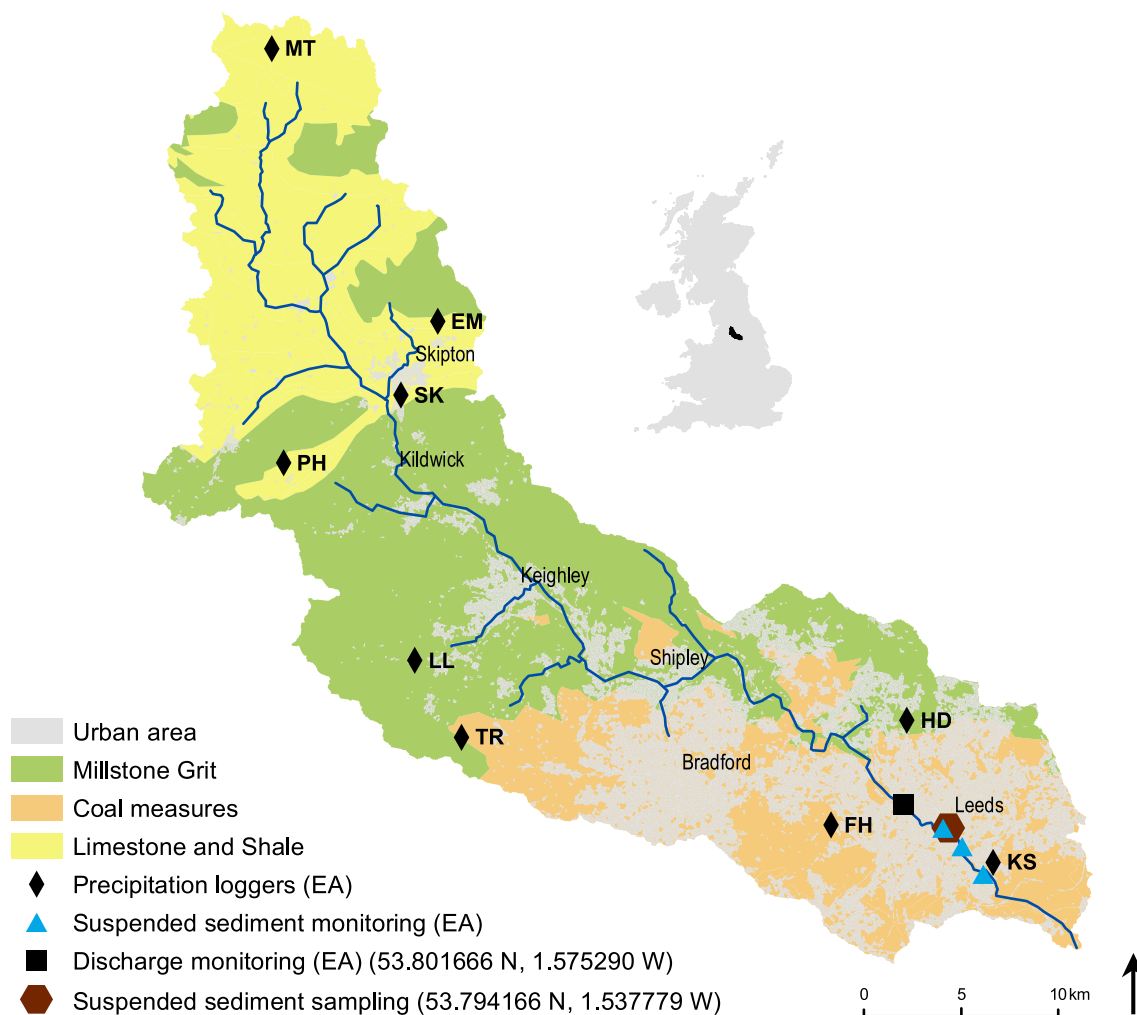 MT
EM
Skipton
SK
PH
Kildwick
Keighley
LL
Shipley
TR
HD
Bradford
Leeds
FH
KS
Urban area
Millstone Grit
Coal measures
Limestone and Shale
Precipitation loggers (EA)
Suspended sediment monitoring (EA)
Discharge monitoring (EA) (53.801666 N, 1.575290 W)
Suspended sediment sampling (53.794166 N, 1.537779 W)
0 5 10 km